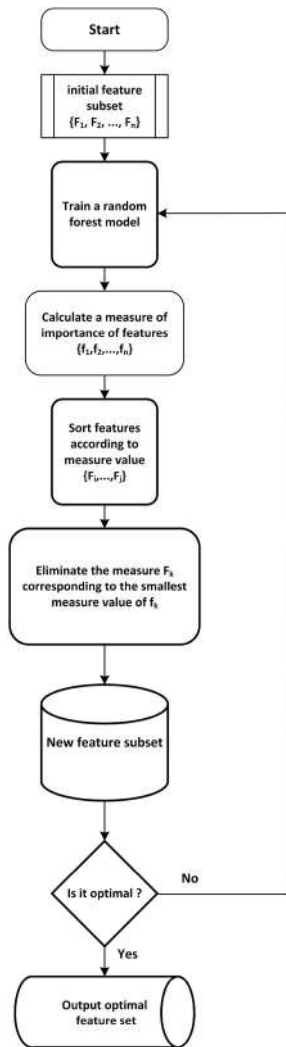 Start
initial feature
subset
{F₁, F₂, ..., Fₙ}
Train a random
forest model
Calculate a measure of
importance of features
{f₁,f₂,...,fₙ}
Sort features
according to
measure value
{Fᵢ,...,Fⱼ}
Eliminate the measure Fₖ
corresponding to the smallest
measure value of fₖ
New feature subset
Is it optimal ?
No
Yes
Output optimal
feature set